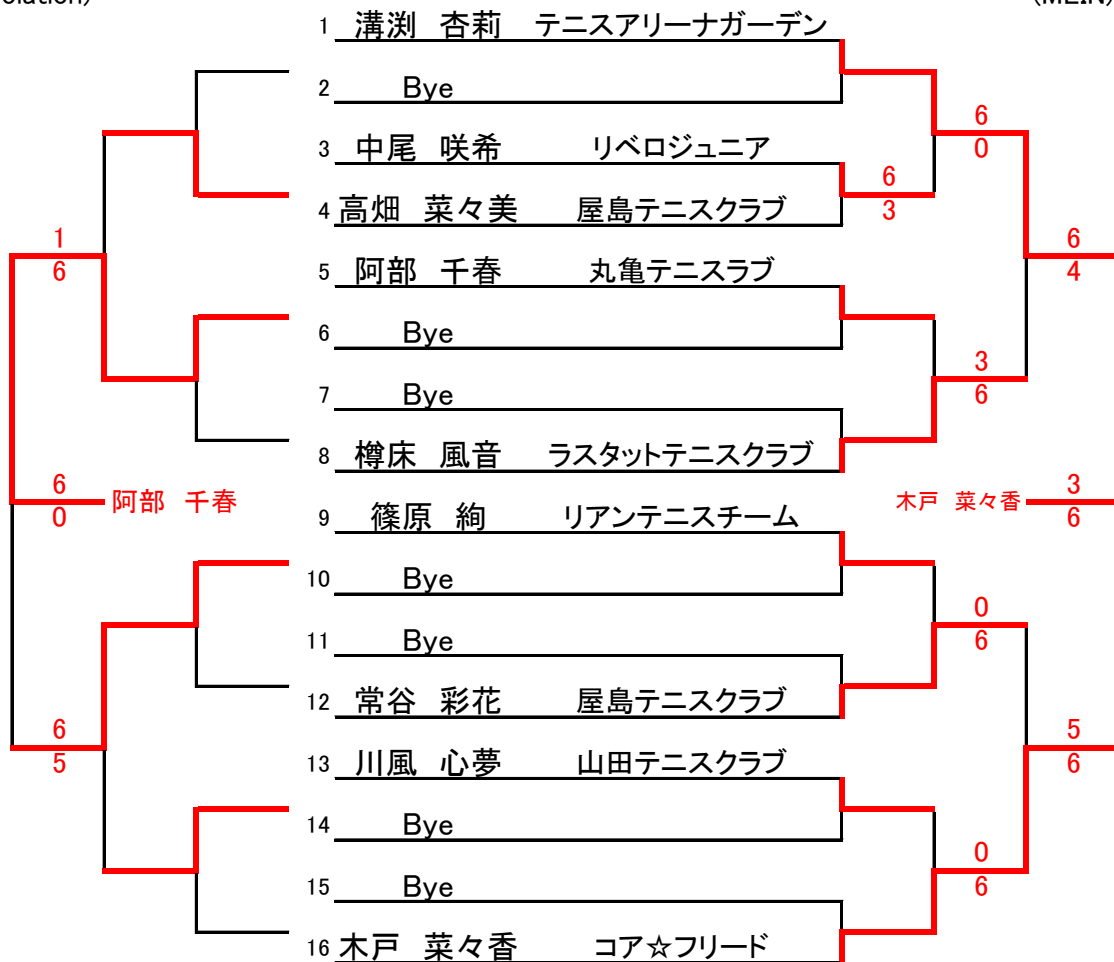 olation)
(MEIN)
1 溝渕 杏莉 テニスアリーナガーデン
2 Bye
6
0
3 中尾 咲希 リベロジュニア
6
3
4 高畑 菜々美 屋島テニスクラブ
1
6
6
4
5 阿部 千春 丸亀テニスラブ
6 Bye
3
6
7 Bye
8 樽床 風音 ラスタットテニスクラブ
6
0
阿部 千春
木戸 菜々香
3
6
9 篠原 絢 リアンテニスチーム
10 Bye
0
6
11 Bye
12 常谷 彩花 屋島テニスクラブ
6
5
5
6
13 川風 心夢 山田テニスクラブ
14 Bye
0
6
15 Bye
16 木戸 菜々香 コア☆フリード